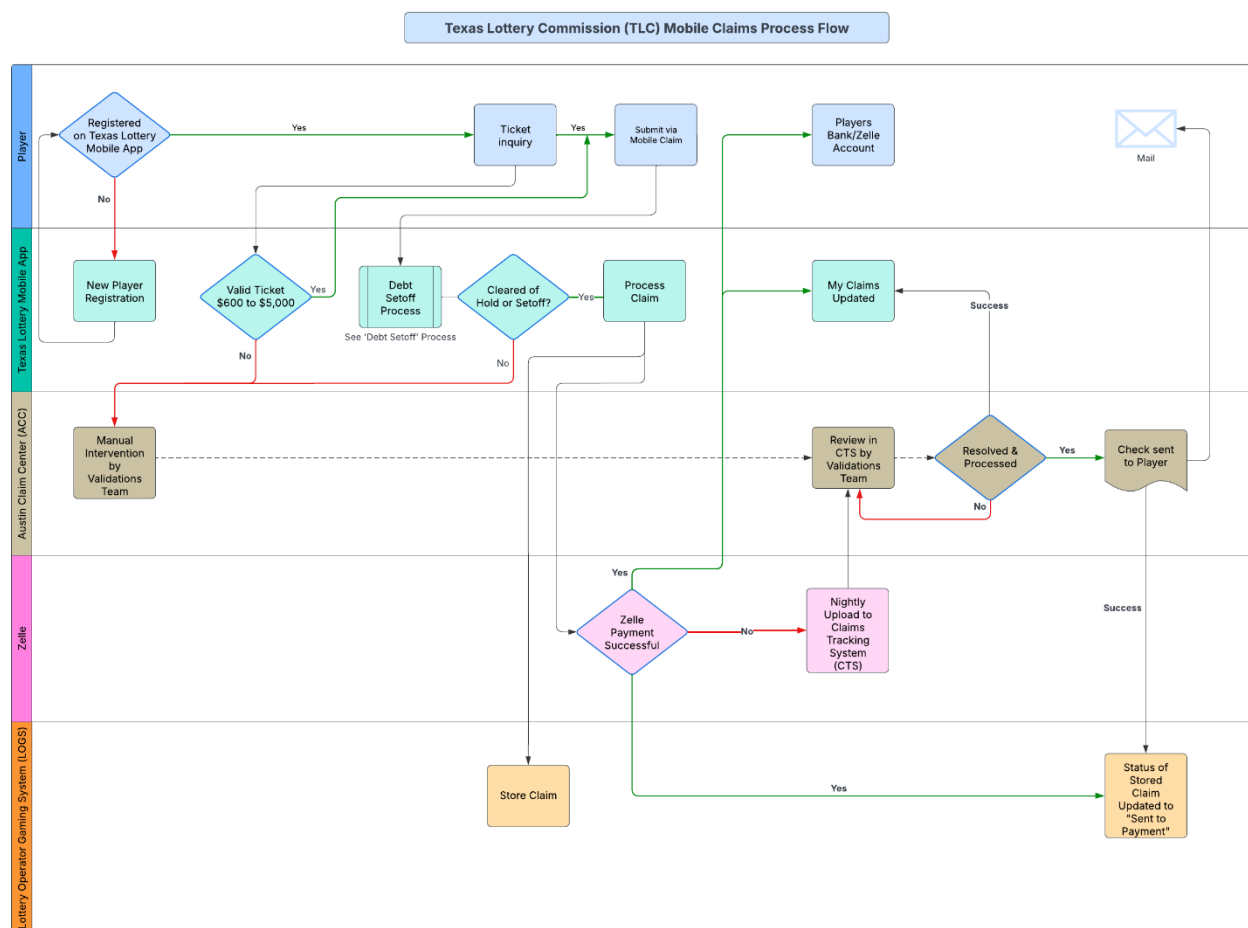 Texas Lottery Commission (TLC) Mobile Claims Process Flow
Player
Registered
on Texas Lottery
Mobile App
Yes
Ticket
inquiry
Yes
Submit via
Mobile Claim
Players
Bank/Zelle
Account
Mail
No
Texas Lottery Mobile App
New Player
Registration
Valid Ticket
$600 to $5,000
Yes
Debt
Setoff
Process
See 'Debt Setoff' Process
Cleared of
Hold or Setoff?
Yes
Process
Claim
My Claims
Updated
Success
No
No
Austin Claim Center (ACC)
Manual
Intervention
by
Validations
Team
Review in
CTS by
Validations
Team
Resolved &
Processed
Yes
Check sent
to Player
No
Zelle
Yes
Zelle
Payment
Successful
No
Nightly
Upload to
Claims
Tracking
System
(CTS)
Success
Lottery Operator Gaming System (LOGS)
Store Claim
Yes
Status of
Stored
Claim
Updated to
"Sent to
Payment"